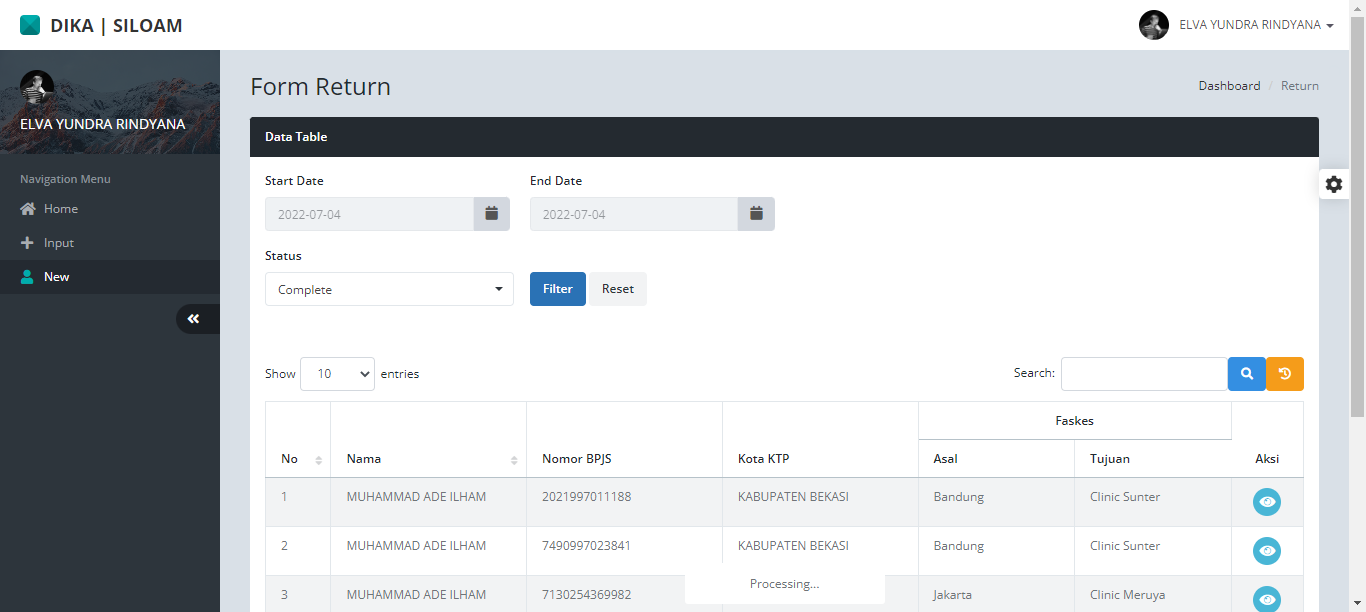 DIKA | SILOAM
ELVA YUNDRA RINDYANA
ELVA YUNDRA RINDYANA
Navigation Menu
Home
Input
New
Form Return
Dashboard / Return
Data Table
Start Date End Date
2022-07-04 2022-07-04
Status
Complete Filter Reset
Show 10 entries Search:
Faskes
No Nama Nomor BPJS Kota KTP Asal Tujuan Aksi
1 MUHAMMAD ADE ILHAM 2021997011188 KABUPATEN BEKASI Bandung Clinic Sunter
2 MUHAMMAD ADE ILHAM 7490997023841 KABUPATEN BEKASI Bandung Clinic Sunter
Processing...
3 MUHAMMAD ADE ILHAM 7130254369982 Jakarta Clinic Meruya